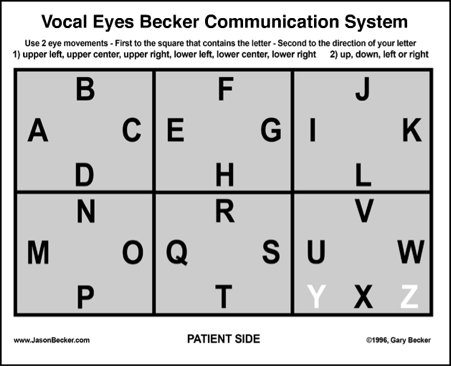 Vocal Eyes Becker Communication System
Use 2 eye movements - First to the square that contains the letter - Second to the direction of your letter
1) upper left, upper center, upper right, lower left, lower center, lower right 2) up, down, left or right
B F J
A C E G I K
D H L
N R V
M O Q S U W
P T Y X Z
www.JasonBecker.com PATIENT SIDE ©1996, Gary Becker